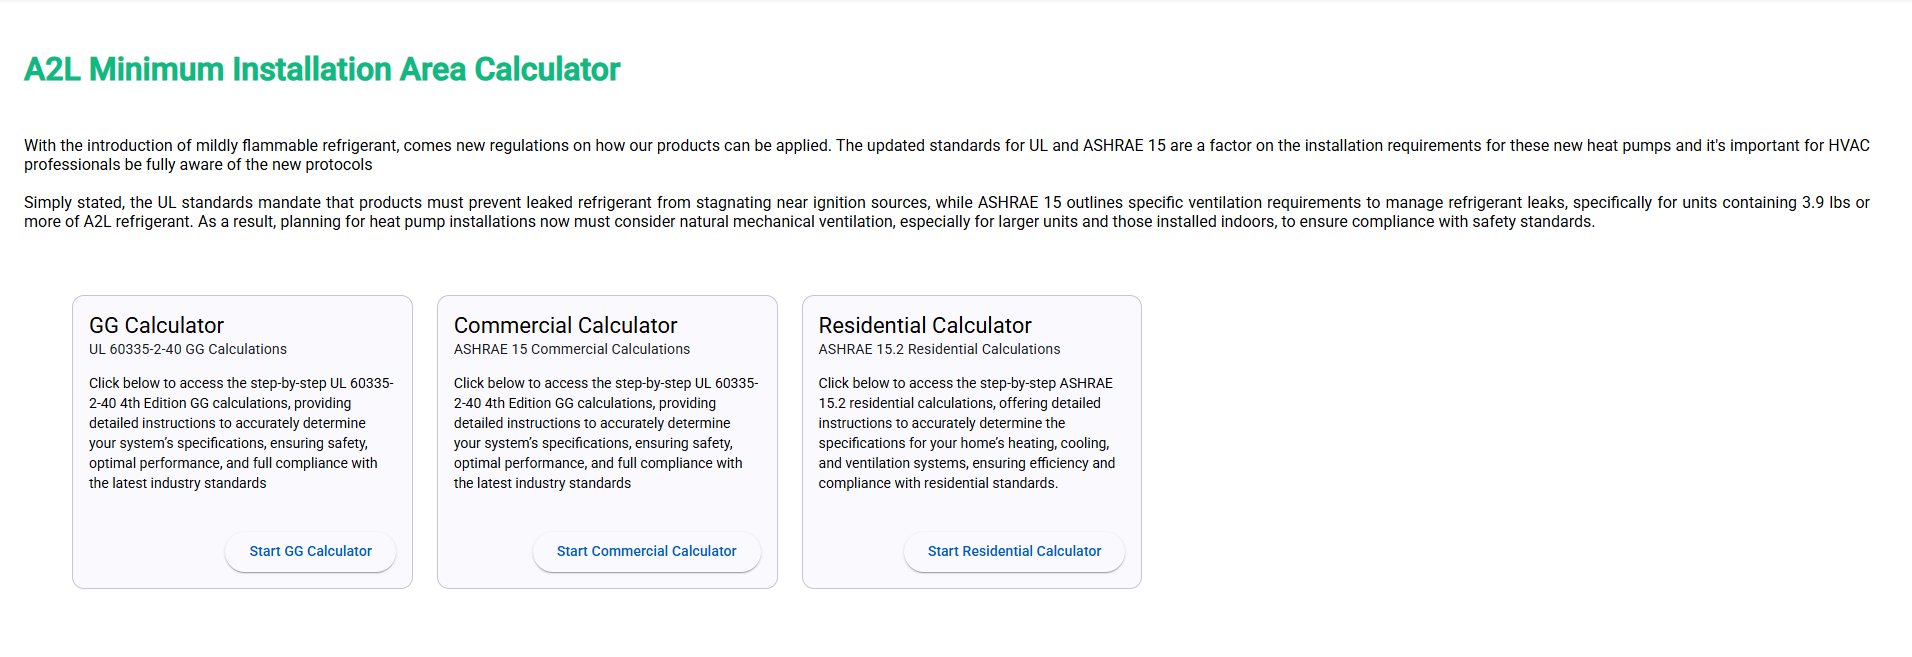 A2L Minimum Installation Area Calculator
With the introduction of mildly flammable refrigerant, comes new regulations on how our products can be applied. The updated standards for UL and ASHRAE 15 are a factor on the installation requirements for these new heat pumps and it's important for HVAC
professionals be fully aware of the new protocols
Simply stated, the UL standards mandate that products must prevent leaked refrigerant from stagnating near ignition sources, while ASHRAE 15 outlines specific ventilation requirements to manage refrigerant leaks, specifically for units containing 3.9 lbs or
more of A2L refrigerant. As a result, planning for heat pump installations now must consider natural mechanical ventilation, especially for larger units and those installed indoors, to ensure compliance with safety standards.
GG Calculator
UL 60335-2-40 GG Calculations
Click below to access the step-by-step UL 60335-
2-40 4th Edition GG calculations, providing
detailed instructions to accurately determine
your system's specifications, ensuring safety,
optimal performance, and full compliance with
the latest industry standards
Start GG Calculator
Commercial Calculator
ASHRAE 15 Commercial Calculations
Click below to access the step-by-step UL 60335-
2-40 4th Edition GG calculations, providing
detailed instructions to accurately determine
your system's specifications, ensuring safety,
optimal performance, and full compliance with
the latest industry standards
Start Commercial Calculator
Residential Calculator
ASHRAE 15.2 Residential Calculations
Click below to access the step-by-step ASHRAE
15.2 residential calculations, offering detailed
instructions to accurately determine the
specifications for your home's heating, cooling,
and ventilation systems, ensuring efficiency and
compliance with residential standards.
Start Residential Calculator